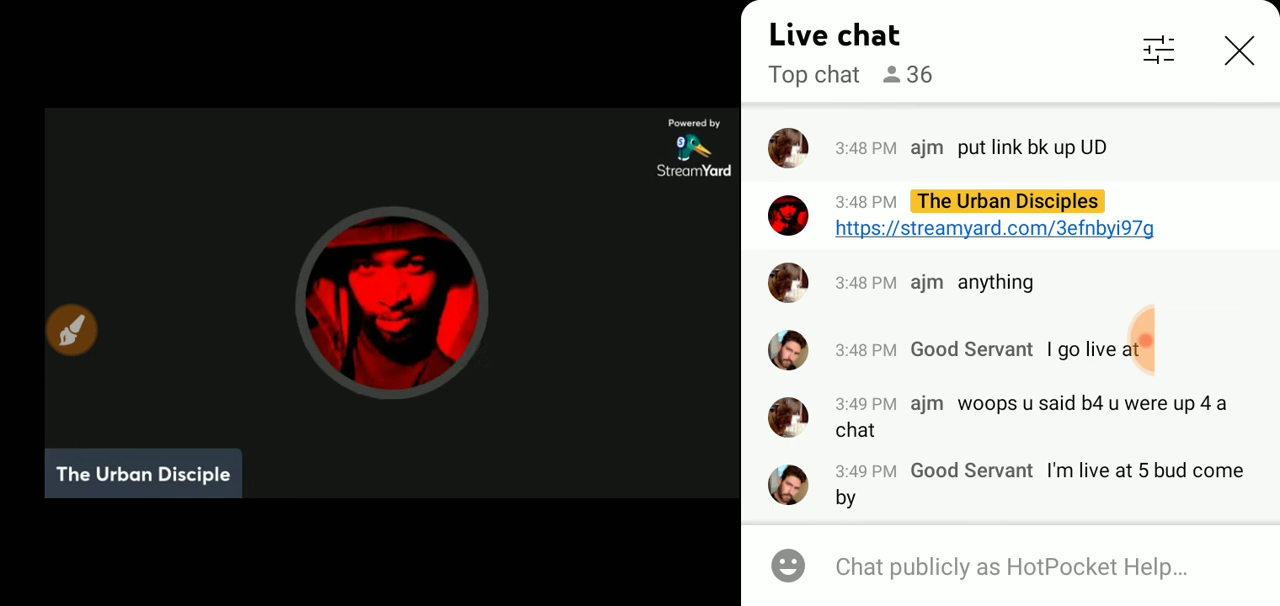 Powered by
StreamYard
The Urban Disciple
Live chat
Top chat 36
3:48 PM ajm put link bk up UD
3:48 PM The Urban Disciples
https://streamyard.com/3efnbyi97g
3:48 PM ajm anything
3:48 PM Good Servant I go live at
3:49 PM ajm woops u said b4 u were up 4 a
chat
3:49 PM Good Servant I'm live at 5 bud come
by
Chat publicly as HotPocket Help...